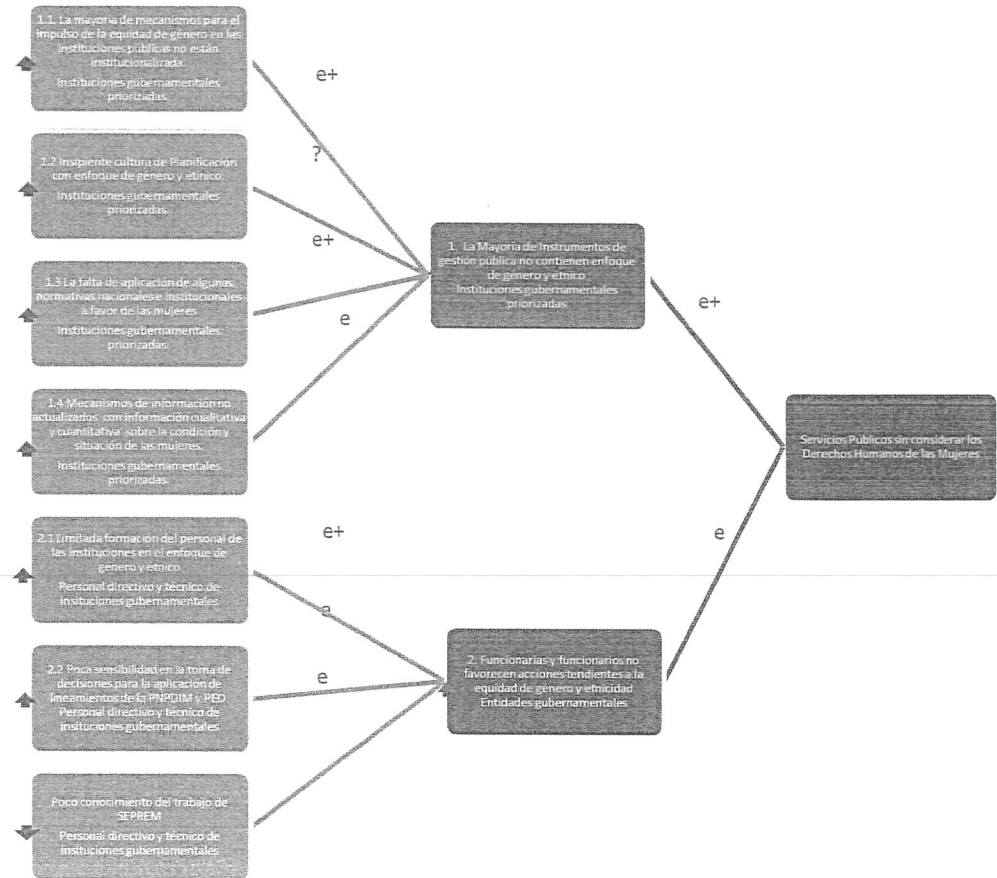 1.1. La mayoría de mecanismos para el
impulso de la equidad de género en las
instituciones públicas no están
institucionalizada.
Instituciones gubernamentales
priorizadas.
e+
?
1.2 Insipiente cultura de Planificación
con enfoque de género y etínico.
Instituciones gubernamentales
priorizadas.
e+
1.3 La falta de aplicación de algunas
normativas nacionales e institucionales
a favor de las mujeres
Instituciones gubernamentales
priorizadas.
e
1.4 Mecanismos de información no
actualizados con información cualitativa
y cuantitativa sobre la condición y
situación de las mujeres.
Instituciones gubernamentales
priorizadas.
1. La Mayoría de Instrumentos de
gestión pública no contienen enfoque
de género y etnico
Instituciones gubernamentales
priorizadas
e+
Servicios Públicos sin considerar los
Derechos Humanos de las Mujeres
e
2.1 Limitada formación del personal de
las instituciones en el enfoque de
género y étnico
Personal directivo y técnico de
insituciones gubernamentales
e+
e
2.2 Poca sensibilidad en la toma de
decisiones para la aplicación de
lineamientos de la PNPDIM y PEO.
Personal directivo y técnico de
insituciones gubernamentales
e
Poco conocimiento del trabajo de
SEPREM
Personal directivo y técnico de
insituciones gubernamentales
2. Funcionarias y funcionarios no
favorecen acciones tendientes a la
equidad de género y etnicidad
Entidades gubernamentales